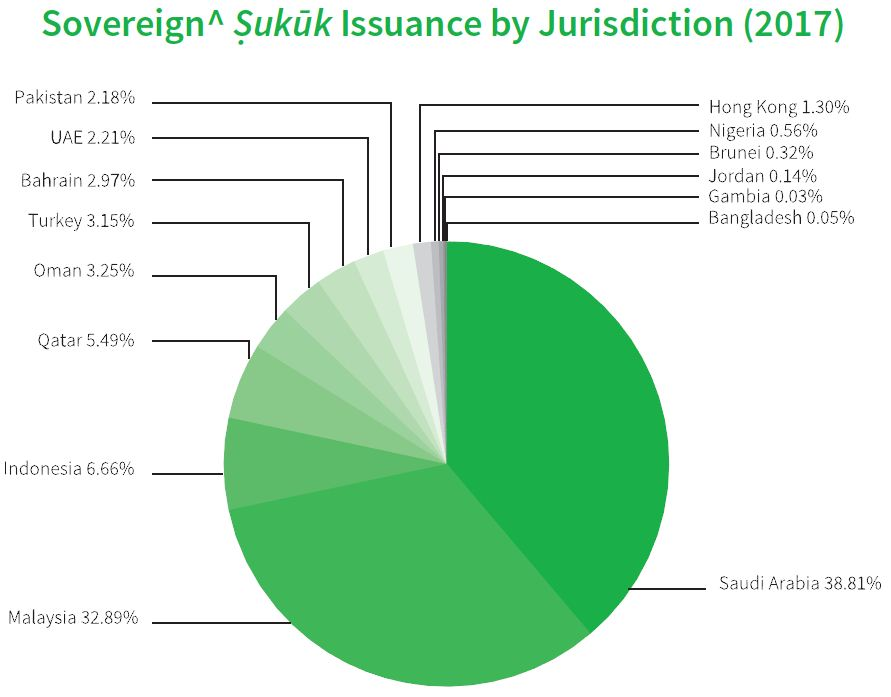 Sovereign^ Ṣukūk Issuance by Jurisdiction (2017)
Pakistan 2.18%
UAE 2.21%
Bahrain 2.97%
Turkey 3.15%
Oman 3.25%
Qatar 5.49%
Indonesia 6.66%
Malaysia 32.89%
Hong Kong 1.30%
Nigeria 0.56%
Brunei 0.32%
Jordan 0.14%
Gambia 0.03%
Bangladesh 0.05%
Saudi Arabia 38.81%